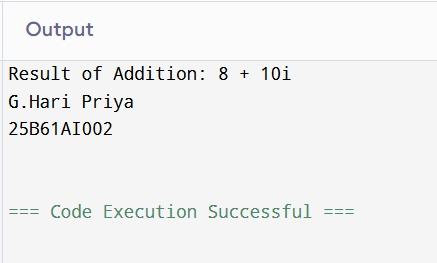 Output
Result of Addition: 8 + 10i
G.Hari Priya
25B61AI002
=== Code Execution Successful ===